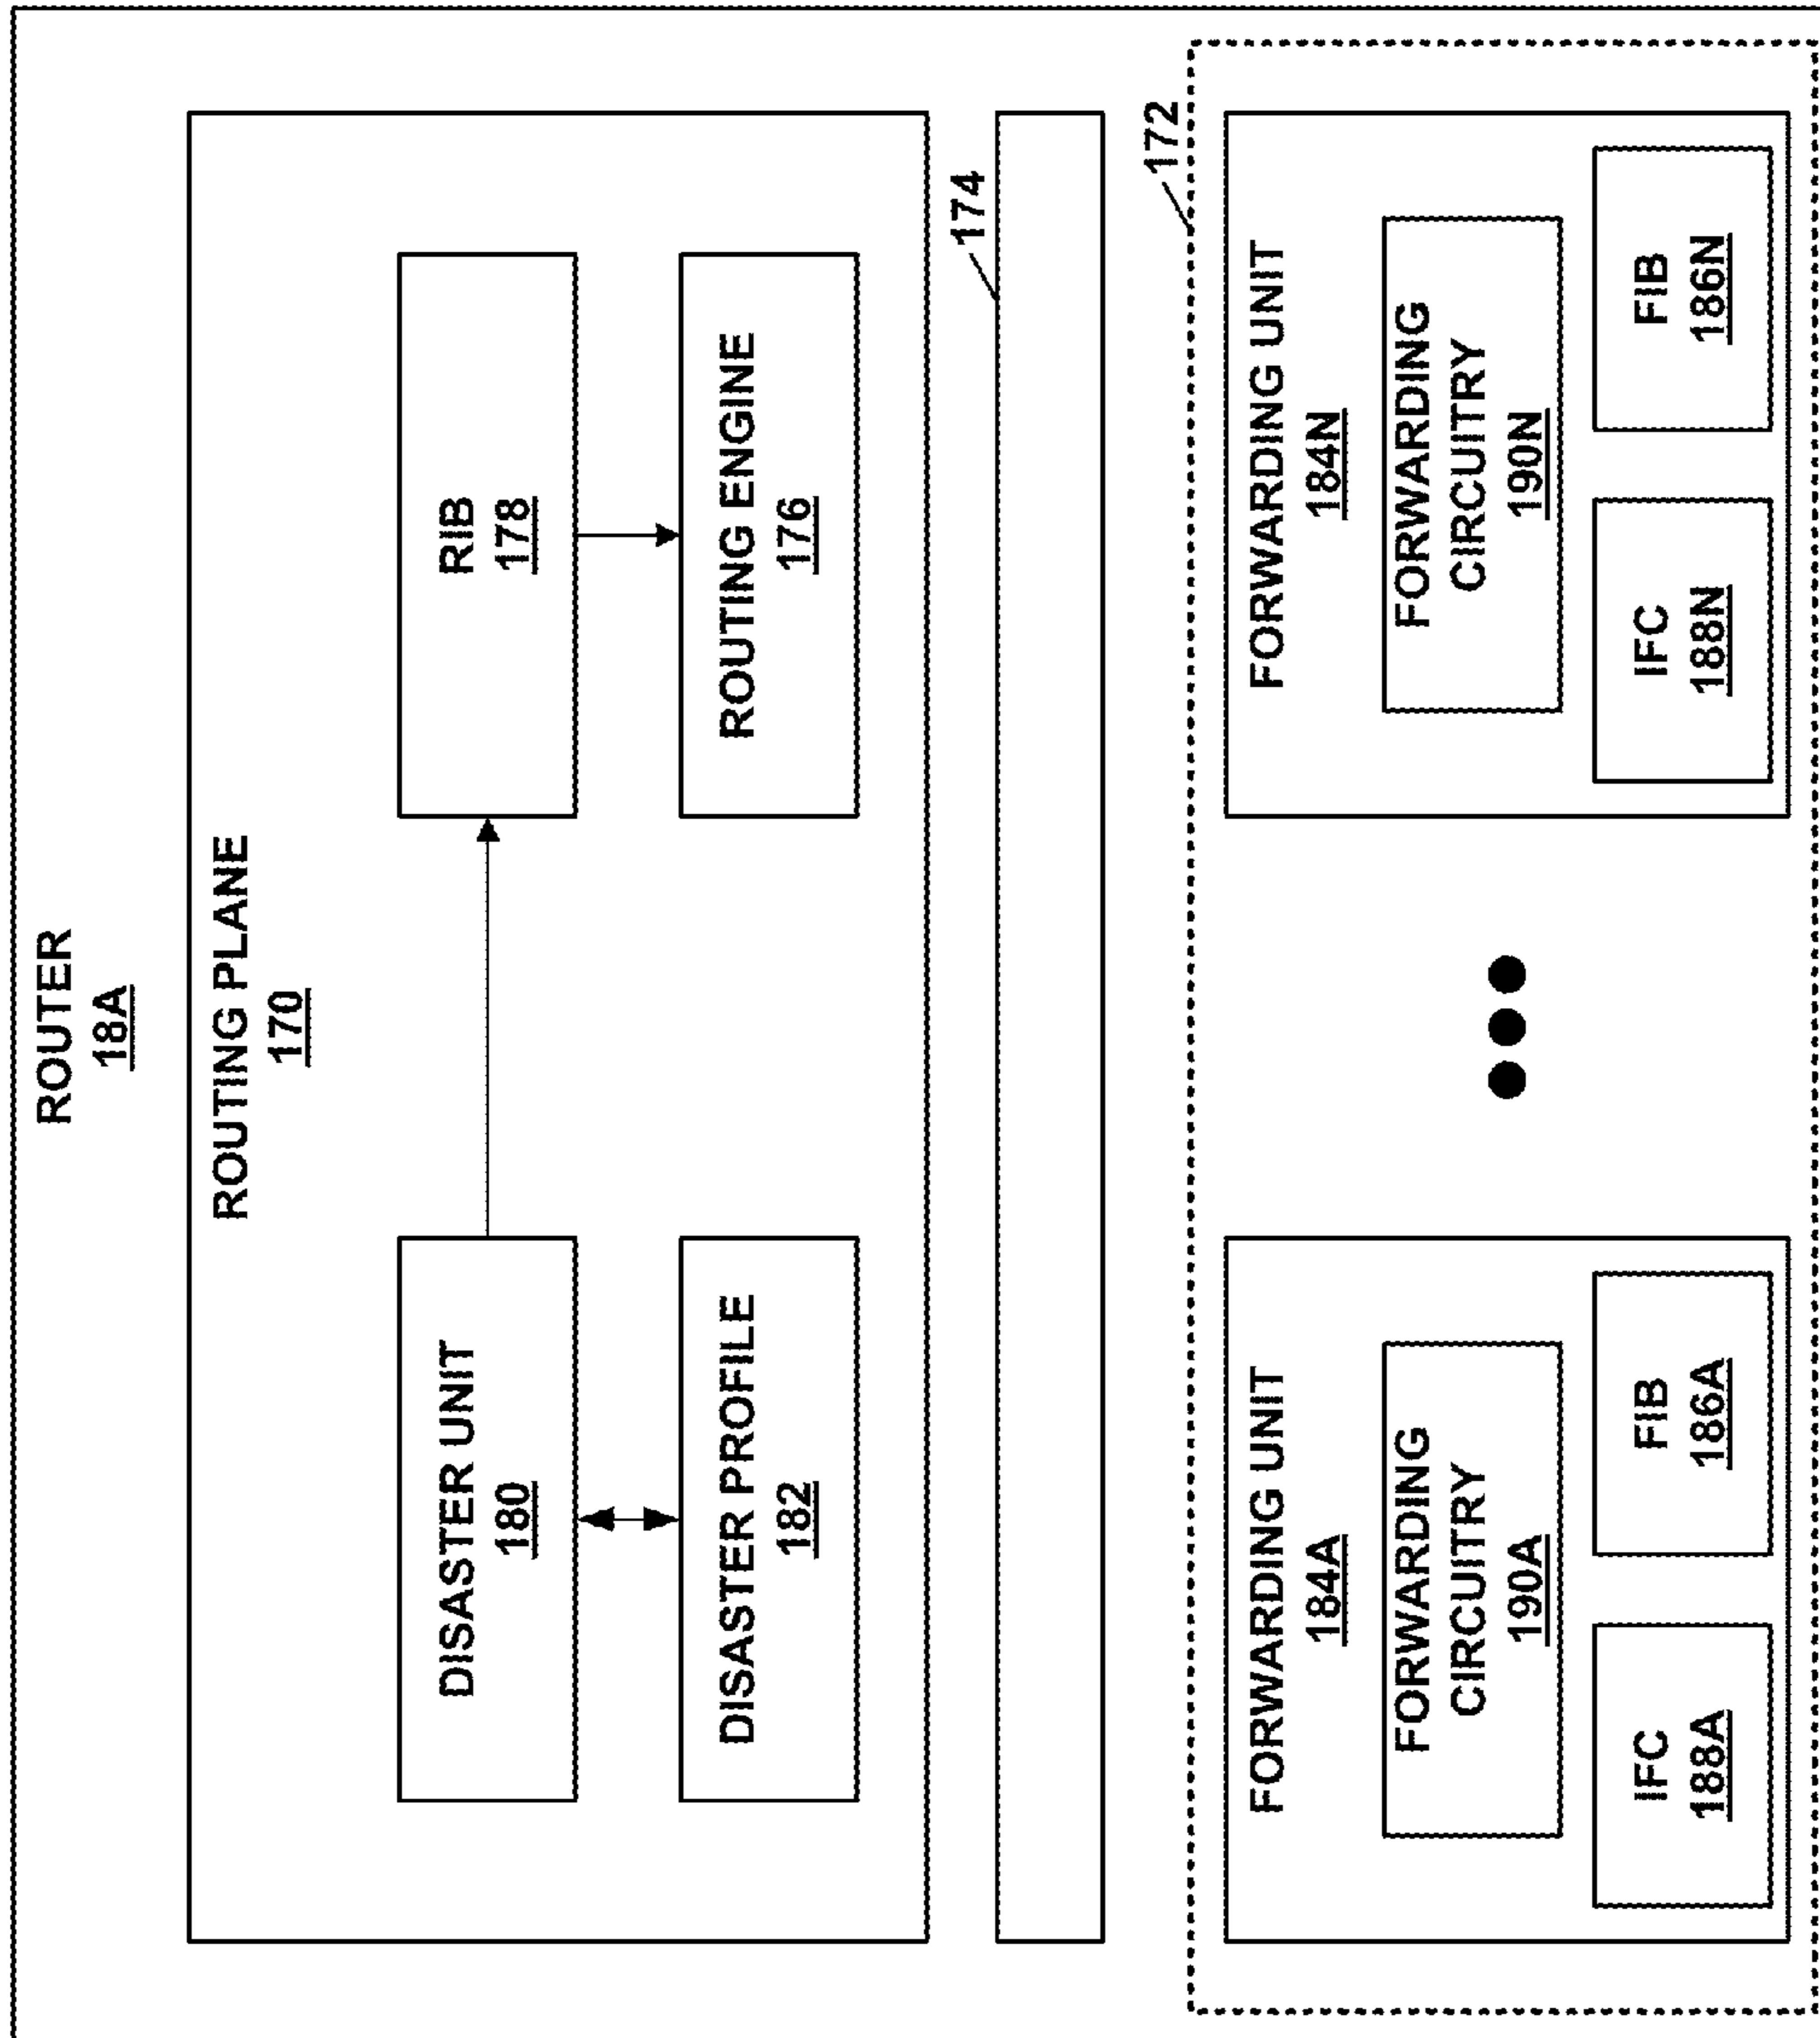 ROUTER
18A
ROUTING PLANE
170
DISASTER UNIT
180
RIB
178
DISASTER PROFILE
182
ROUTING ENGINE
176
174
172
FORWARDING UNIT
184A
FORWARDING
CIRCUITRY
190A
IFC
188A
FIB
186A
FORWARDING UNIT
184N
FORWARDING
CIRCUITRY
190N
IFC
188N
FIB
186N